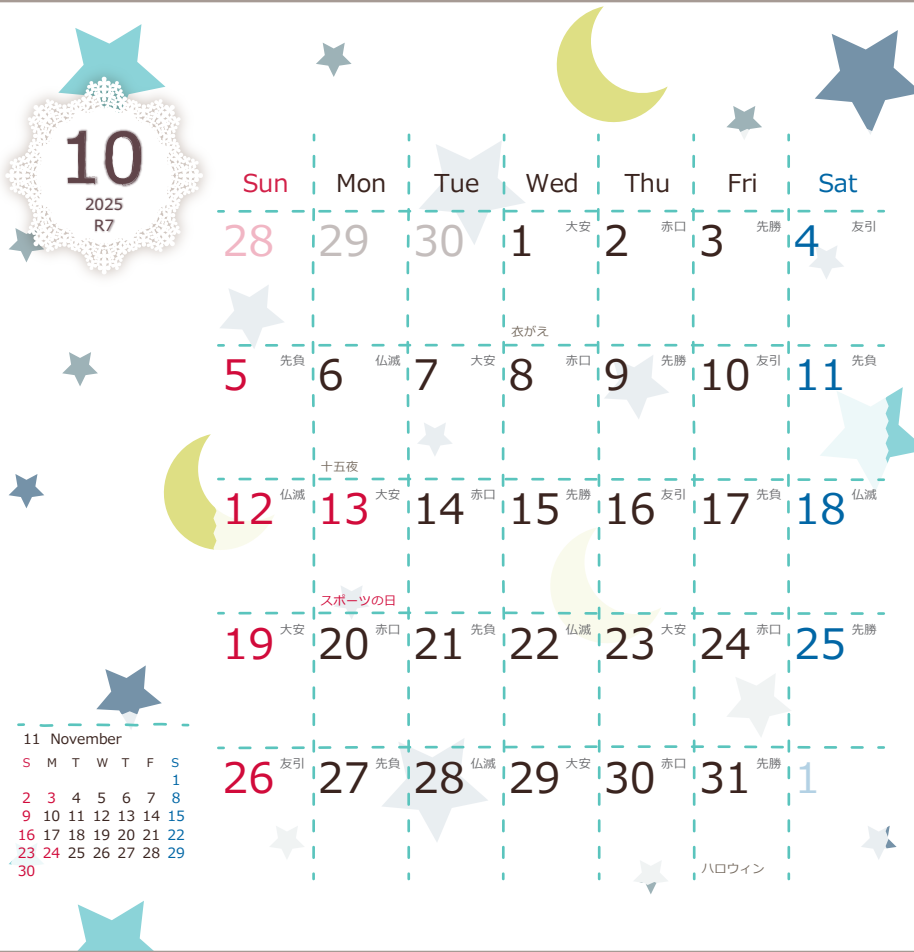 10
2025
R7
Sun Mon Tue Wed Thu Fri Sat
28 29 30 1 大安 2 赤口 3 先勝 4 友引
衣がえ
5 先負 6 仏滅 7 大安 8 赤口 9 先勝 10 友引 11 先負
十五夜
12 仏滅 13 大安 14 赤口 15 先勝 16 友引 17 先負 18 仏滅
スポーツの日
19 大安 20 赤口 21 先負 22 仏滅 23 大安 24 赤口 25 先勝
26 友引 27 先負 28 仏滅 29 大安 30 赤口 31 先勝 1
ハロウィン
11 November
S M T W T F S
1
2 3 4 5 6 7 8
9 10 11 12 13 14 15
16 17 18 19 20 21 22
23 24 25 26 27 28 29
30